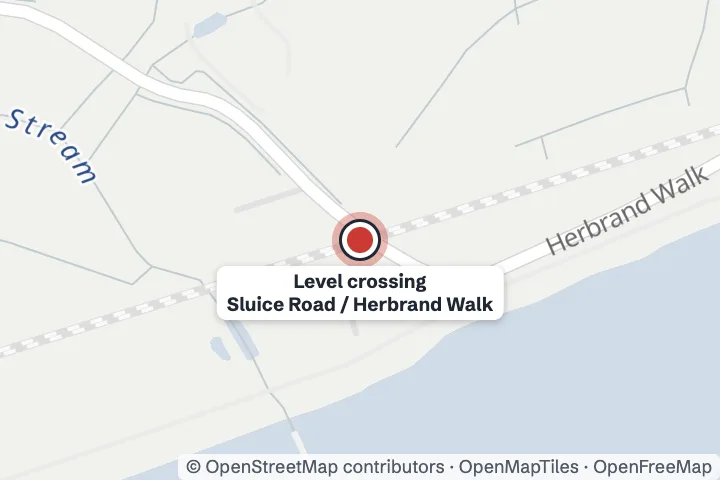 Stream
Herbrand Walk
Level crossing
Sluice Road / Herbrand Walk
© OpenStreetMap contributors · OpenMapTiles · OpenFreeMap